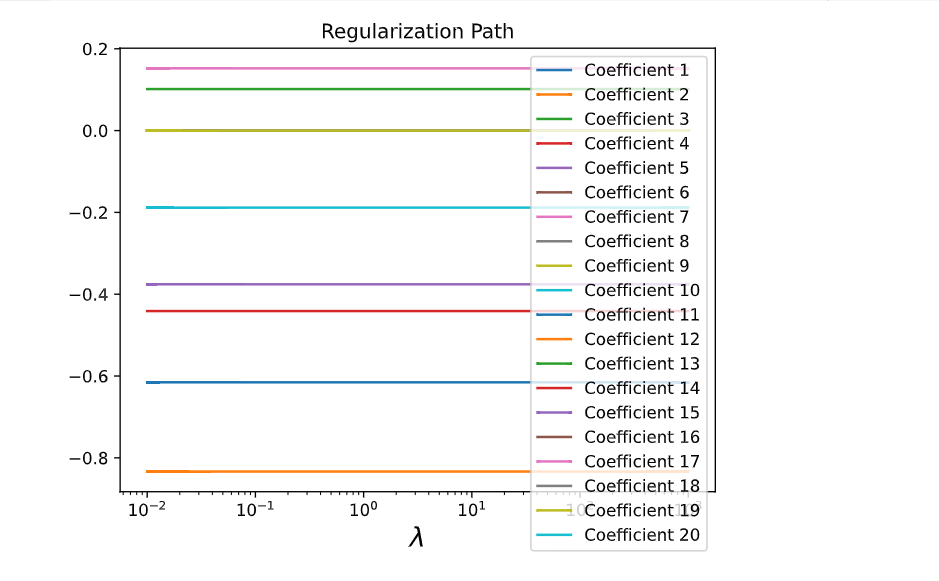 Regularization Path
0.2
0.0
−0.2
−0.4
−0.6
−0.8
10⁻²
10⁻¹
10⁰
10¹
10²
10³
λ
Coefficient 1
Coefficient 2
Coefficient 3
Coefficient 4
Coefficient 5
Coefficient 6
Coefficient 7
Coefficient 8
Coefficient 9
Coefficient 10
Coefficient 11
Coefficient 12
Coefficient 13
Coefficient 14
Coefficient 15
Coefficient 16
Coefficient 17
Coefficient 18
Coefficient 19
Coefficient 20